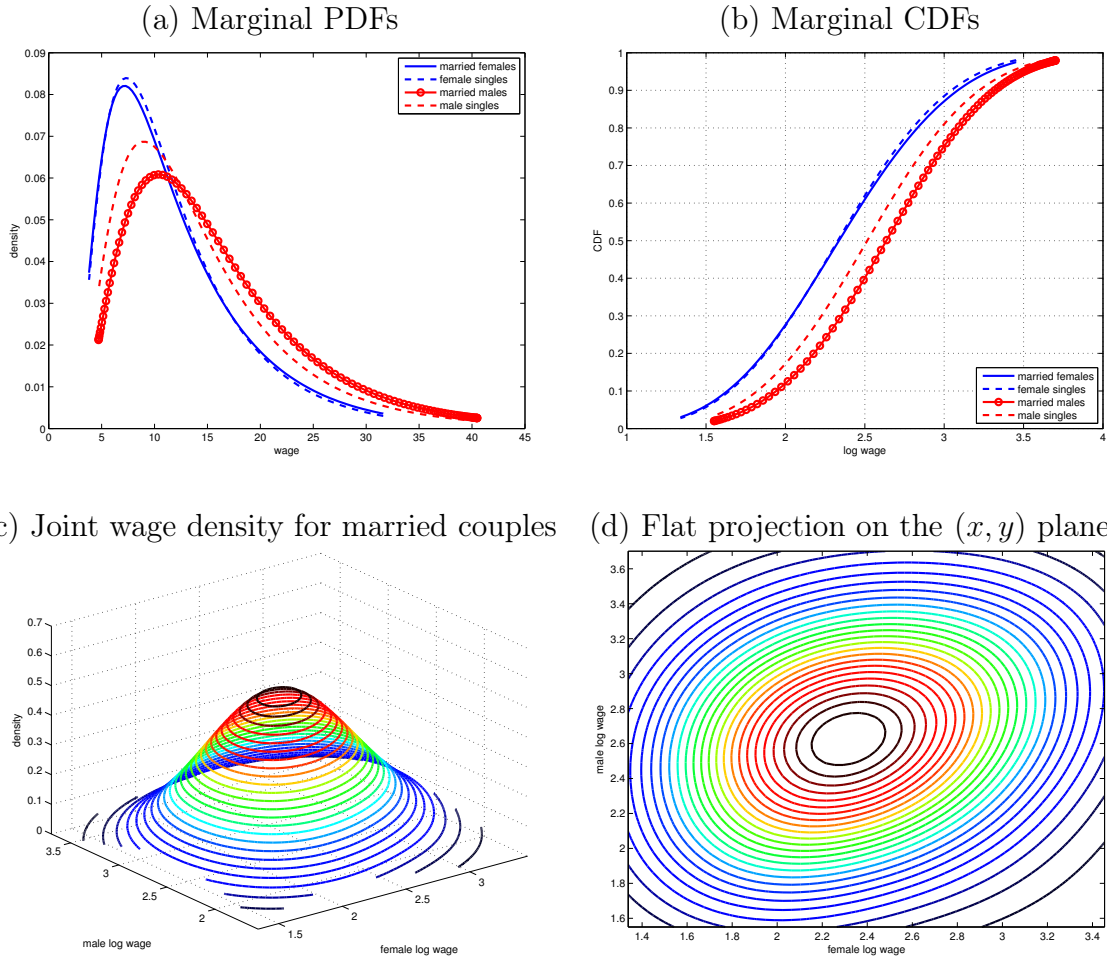 (a) Marginal PDFs
0.09
0.08
0.07
0.06
0.05
0.04
0.03
0.02
0.01
0
density
0 5 10 15 20 25 30 35 40 45
wage
married females
female singles
married males
male singles
(b) Marginal CDFs
1
0.9
0.8
0.7
0.6
0.5
0.4
0.3
0.2
0.1
0
CDF
1 1.5 2 2.5 3 3.5 4
log wage
married females
female singles
married males
male singles
c) Joint wage density for married couples
0.7
0.6
0.5
0.4
0.3
0.2
0.1
0
density
3.5 3 2.5 2
male log wage
1.5 2 2.5 3
female log wage
(d) Flat projection on the (x, y) plane
3.6
3.4
3.2
3
2.8
2.6
2.4
2.2
2
1.8
1.6
male log wage
1.4 1.6 1.8 2 2.2 2.4 2.6 2.8 3 3.2 3.4
female log wage